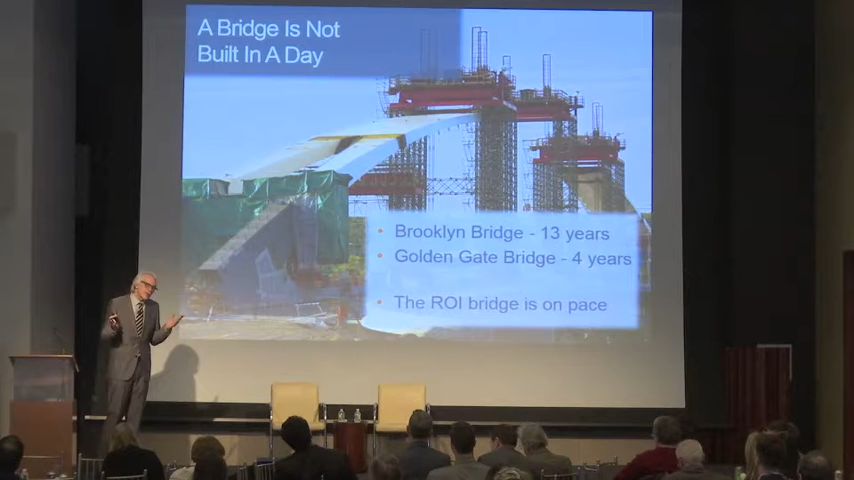 A Bridge Is Not
Built In A Day
• Brooklyn Bridge - 13 years
• Golden Gate Bridge - 4 years
• The ROI bridge is on pace